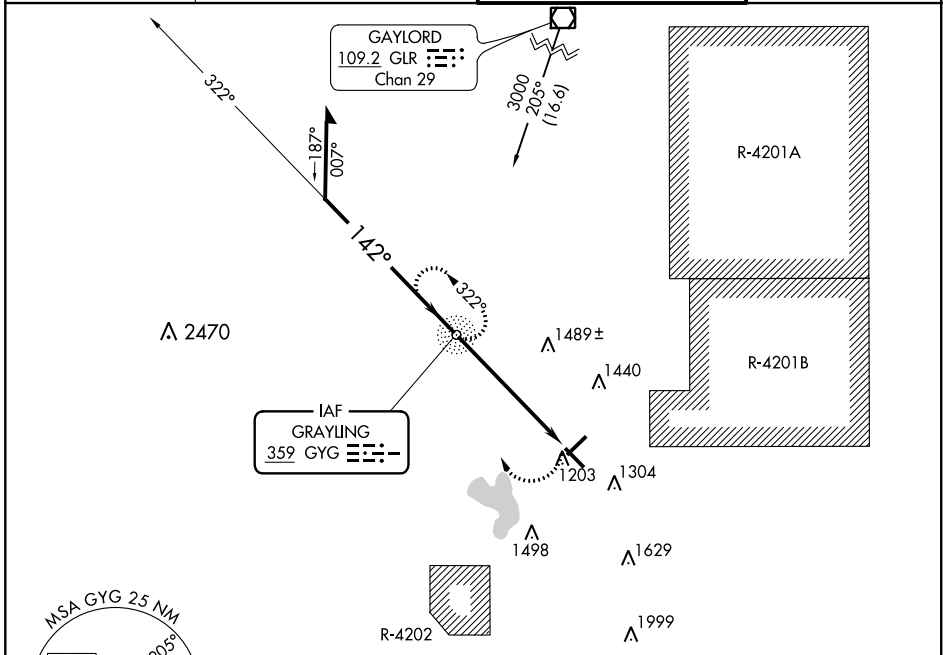 GAYLORD
109.2 GLR
Chan 29
3000
205°
(16.6)
322°
187°
007°
R-4201A
142°
322°
2470
1489±
1440
R-4201B
IAF
GRAYLING
359 GYG
1203
1304
1498
1629
R-4202
1999
MSA GYG 25 NM